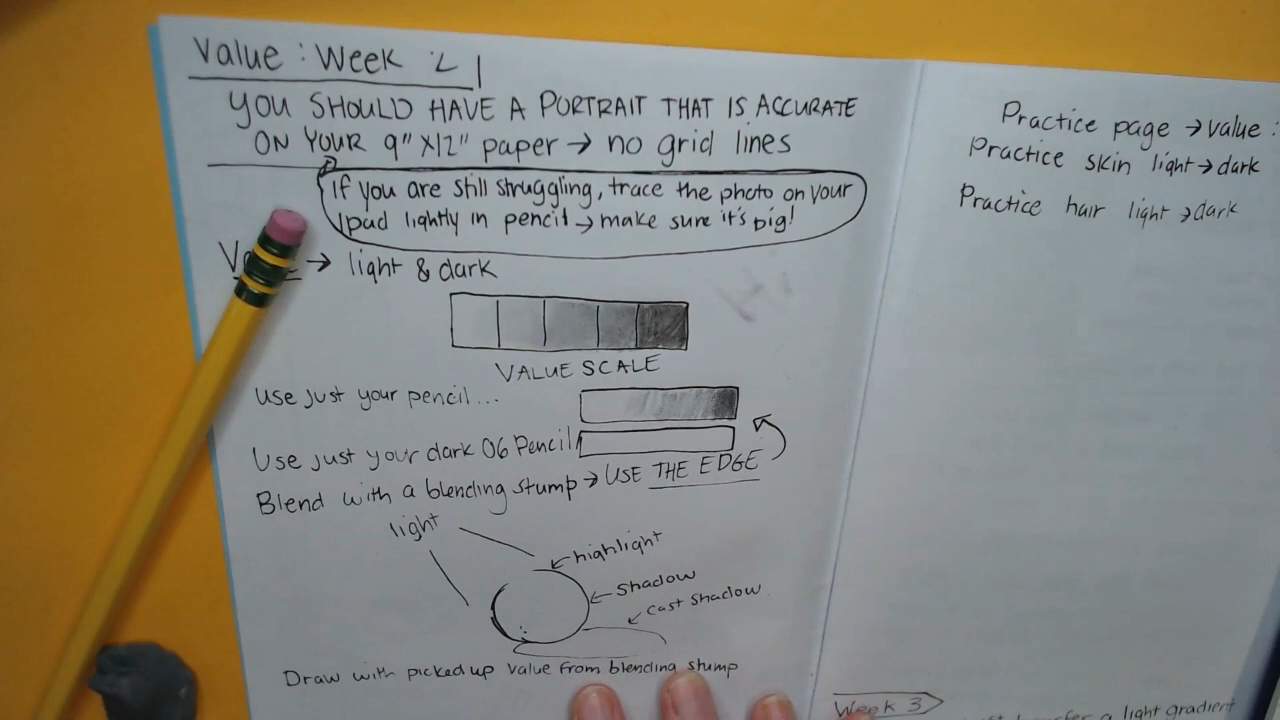 Value : Week
YOU SHOULD HAVE A PORTRAIT THAT IS ACCURATE
ON YOUR 9" X12" paper → no grid lines
If you are still struggling, trace the photo on your
Ipad lightly in pencil → make sure it's big!
→ light & dark
VALUE SCALE
Use just your pencil...
Use just your dark 06 Pencil
Blend with a blending stump → USE THE EDGE
light
highlight
Shadow
Cast Shadow
Draw with picked up value from blending stump
Practice page → value :
Practice skin light → dark
Practice hair light → dark
Week 3
a light gradient